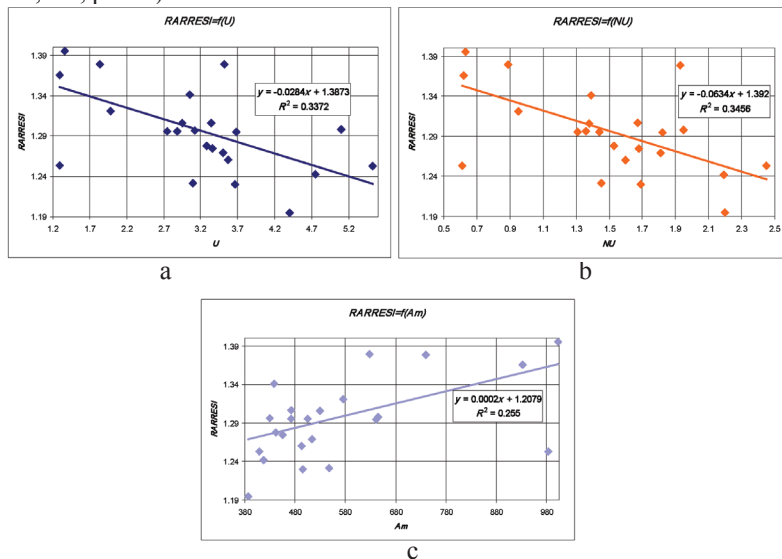 RARRESI=f(U)
1.39
1.34
1.29
1.24
1.19
RARRESI
y = -0.0284x + 1.3873
R² = 0.3372
1.2 1.7 2.2 2.7 3.2 3.7 4.2 4.7 5.2
U
a
RARRESI=f(NU)
1.39
1.34
1.29
1.24
1.19
RARRESI
y = -0.0634x + 1.392
R² = 0.3456
0.5 0.7 0.9 1.1 1.3 1.5 1.7 1.9 2.1 2.3 2.5
NU
b
RARRESI=f(Am)
1.39
1.34
1.29
1.24
1.19
RARRESI
y = 0.0002x + 1.2079
R² = 0.255
380 480 580 680 780 880 980
Am
c